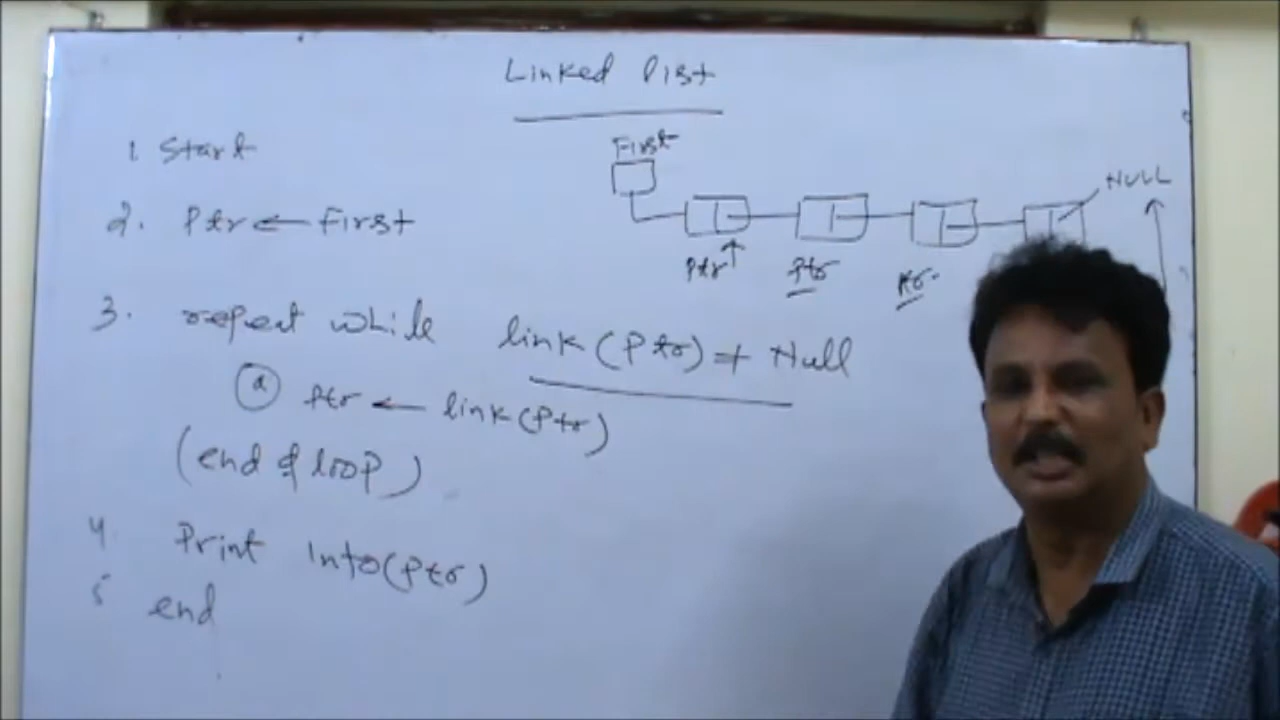 Linked list
First
NULL
Ptr Ptr Ptr
1. Start
2. Ptr ← First
3. repeat while link(Ptr) ≠ Null
a ptr ← link(Ptr)
(end of loop)
4. Print Info(Ptr)
5 end